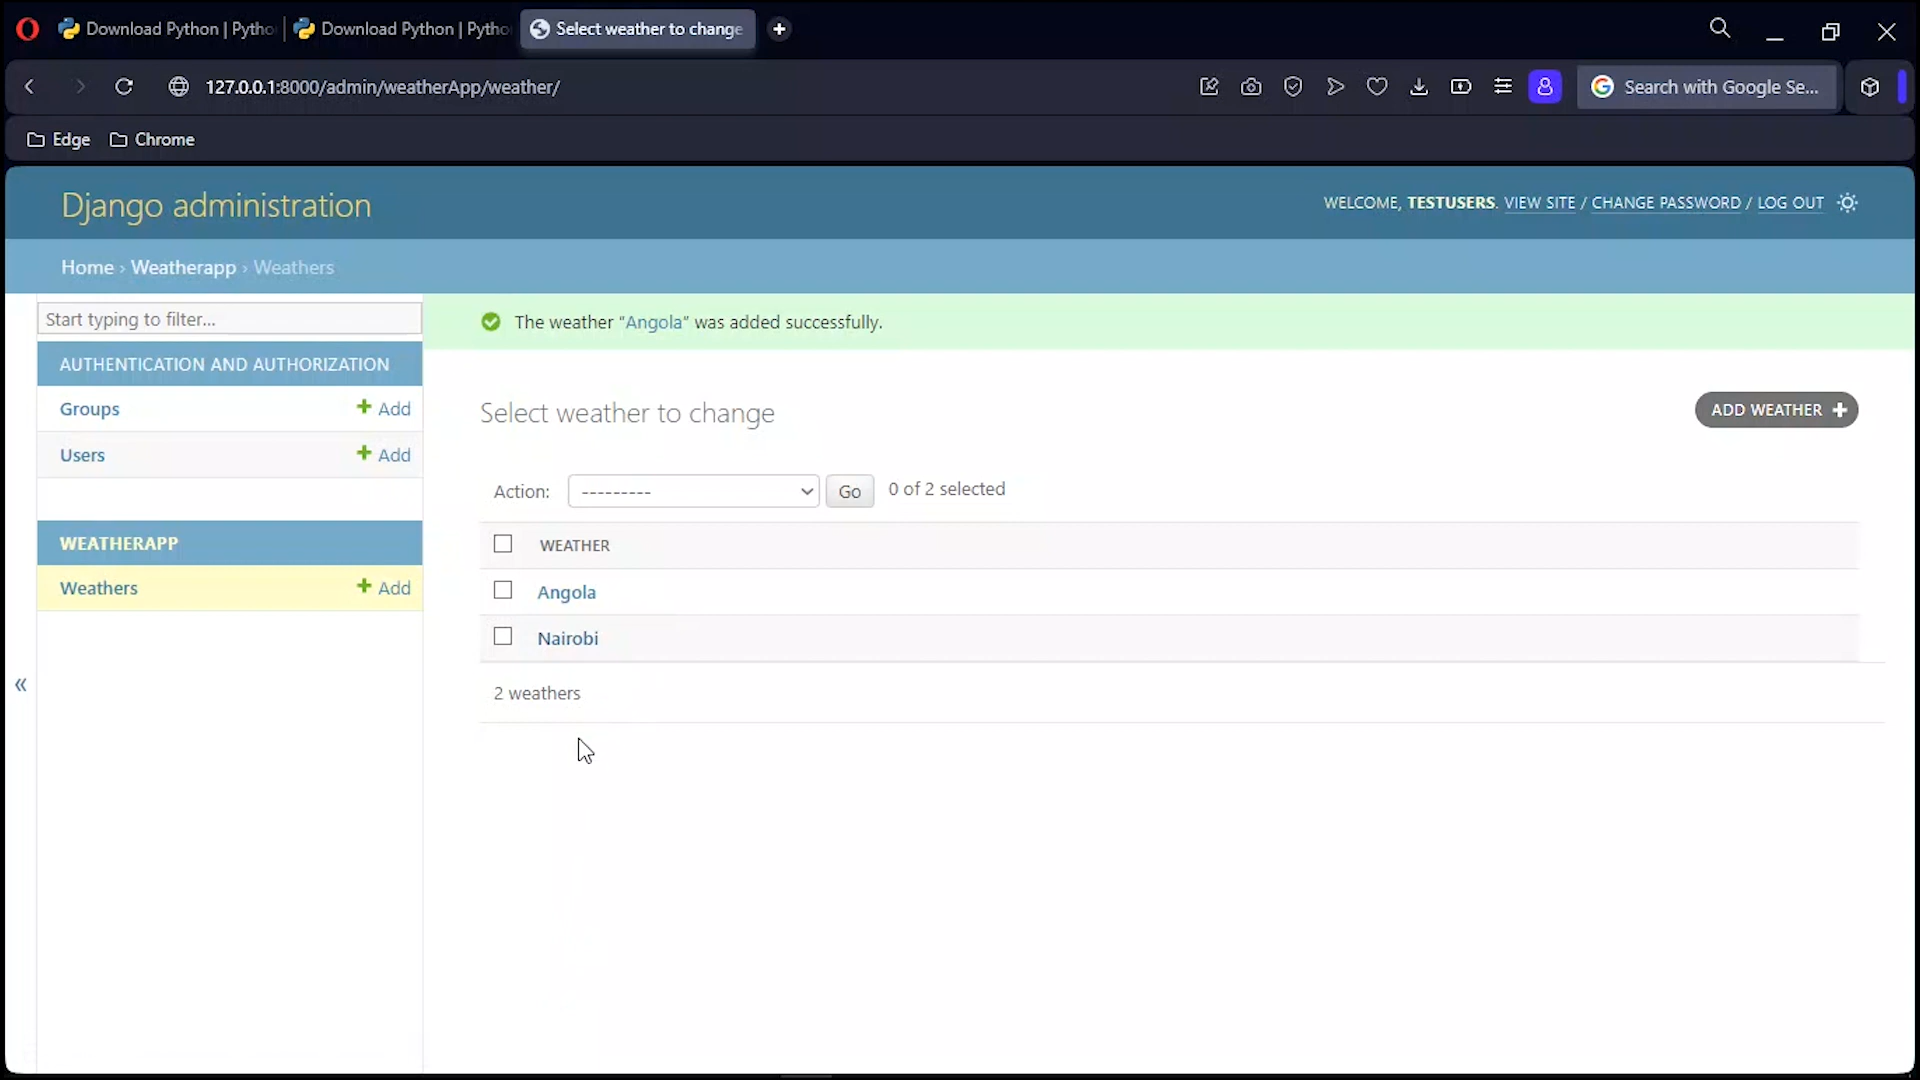 Download Python | Pytho
Download Python | Pytho
Select weather to change
127.0.0.1:8000/admin/weatherApp/weather/
Search with Google Se...
Edge
Chrome
Django administration
WELCOME, TESTUSERS. VIEW SITE / CHANGE PASSWORD / LOG OUT
Home › Weatherapp › Weathers
Start typing to filter...
The weather “Angola” was added successfully.
AUTHENTICATION AND AUTHORIZATION
Groups
Add
Users
Add
WEATHERAPP
Weathers
Add
«
Select weather to change
ADD WEATHER
Action:
---------
Go
0 of 2 selected
WEATHER
Angola
Nairobi
2 weathers